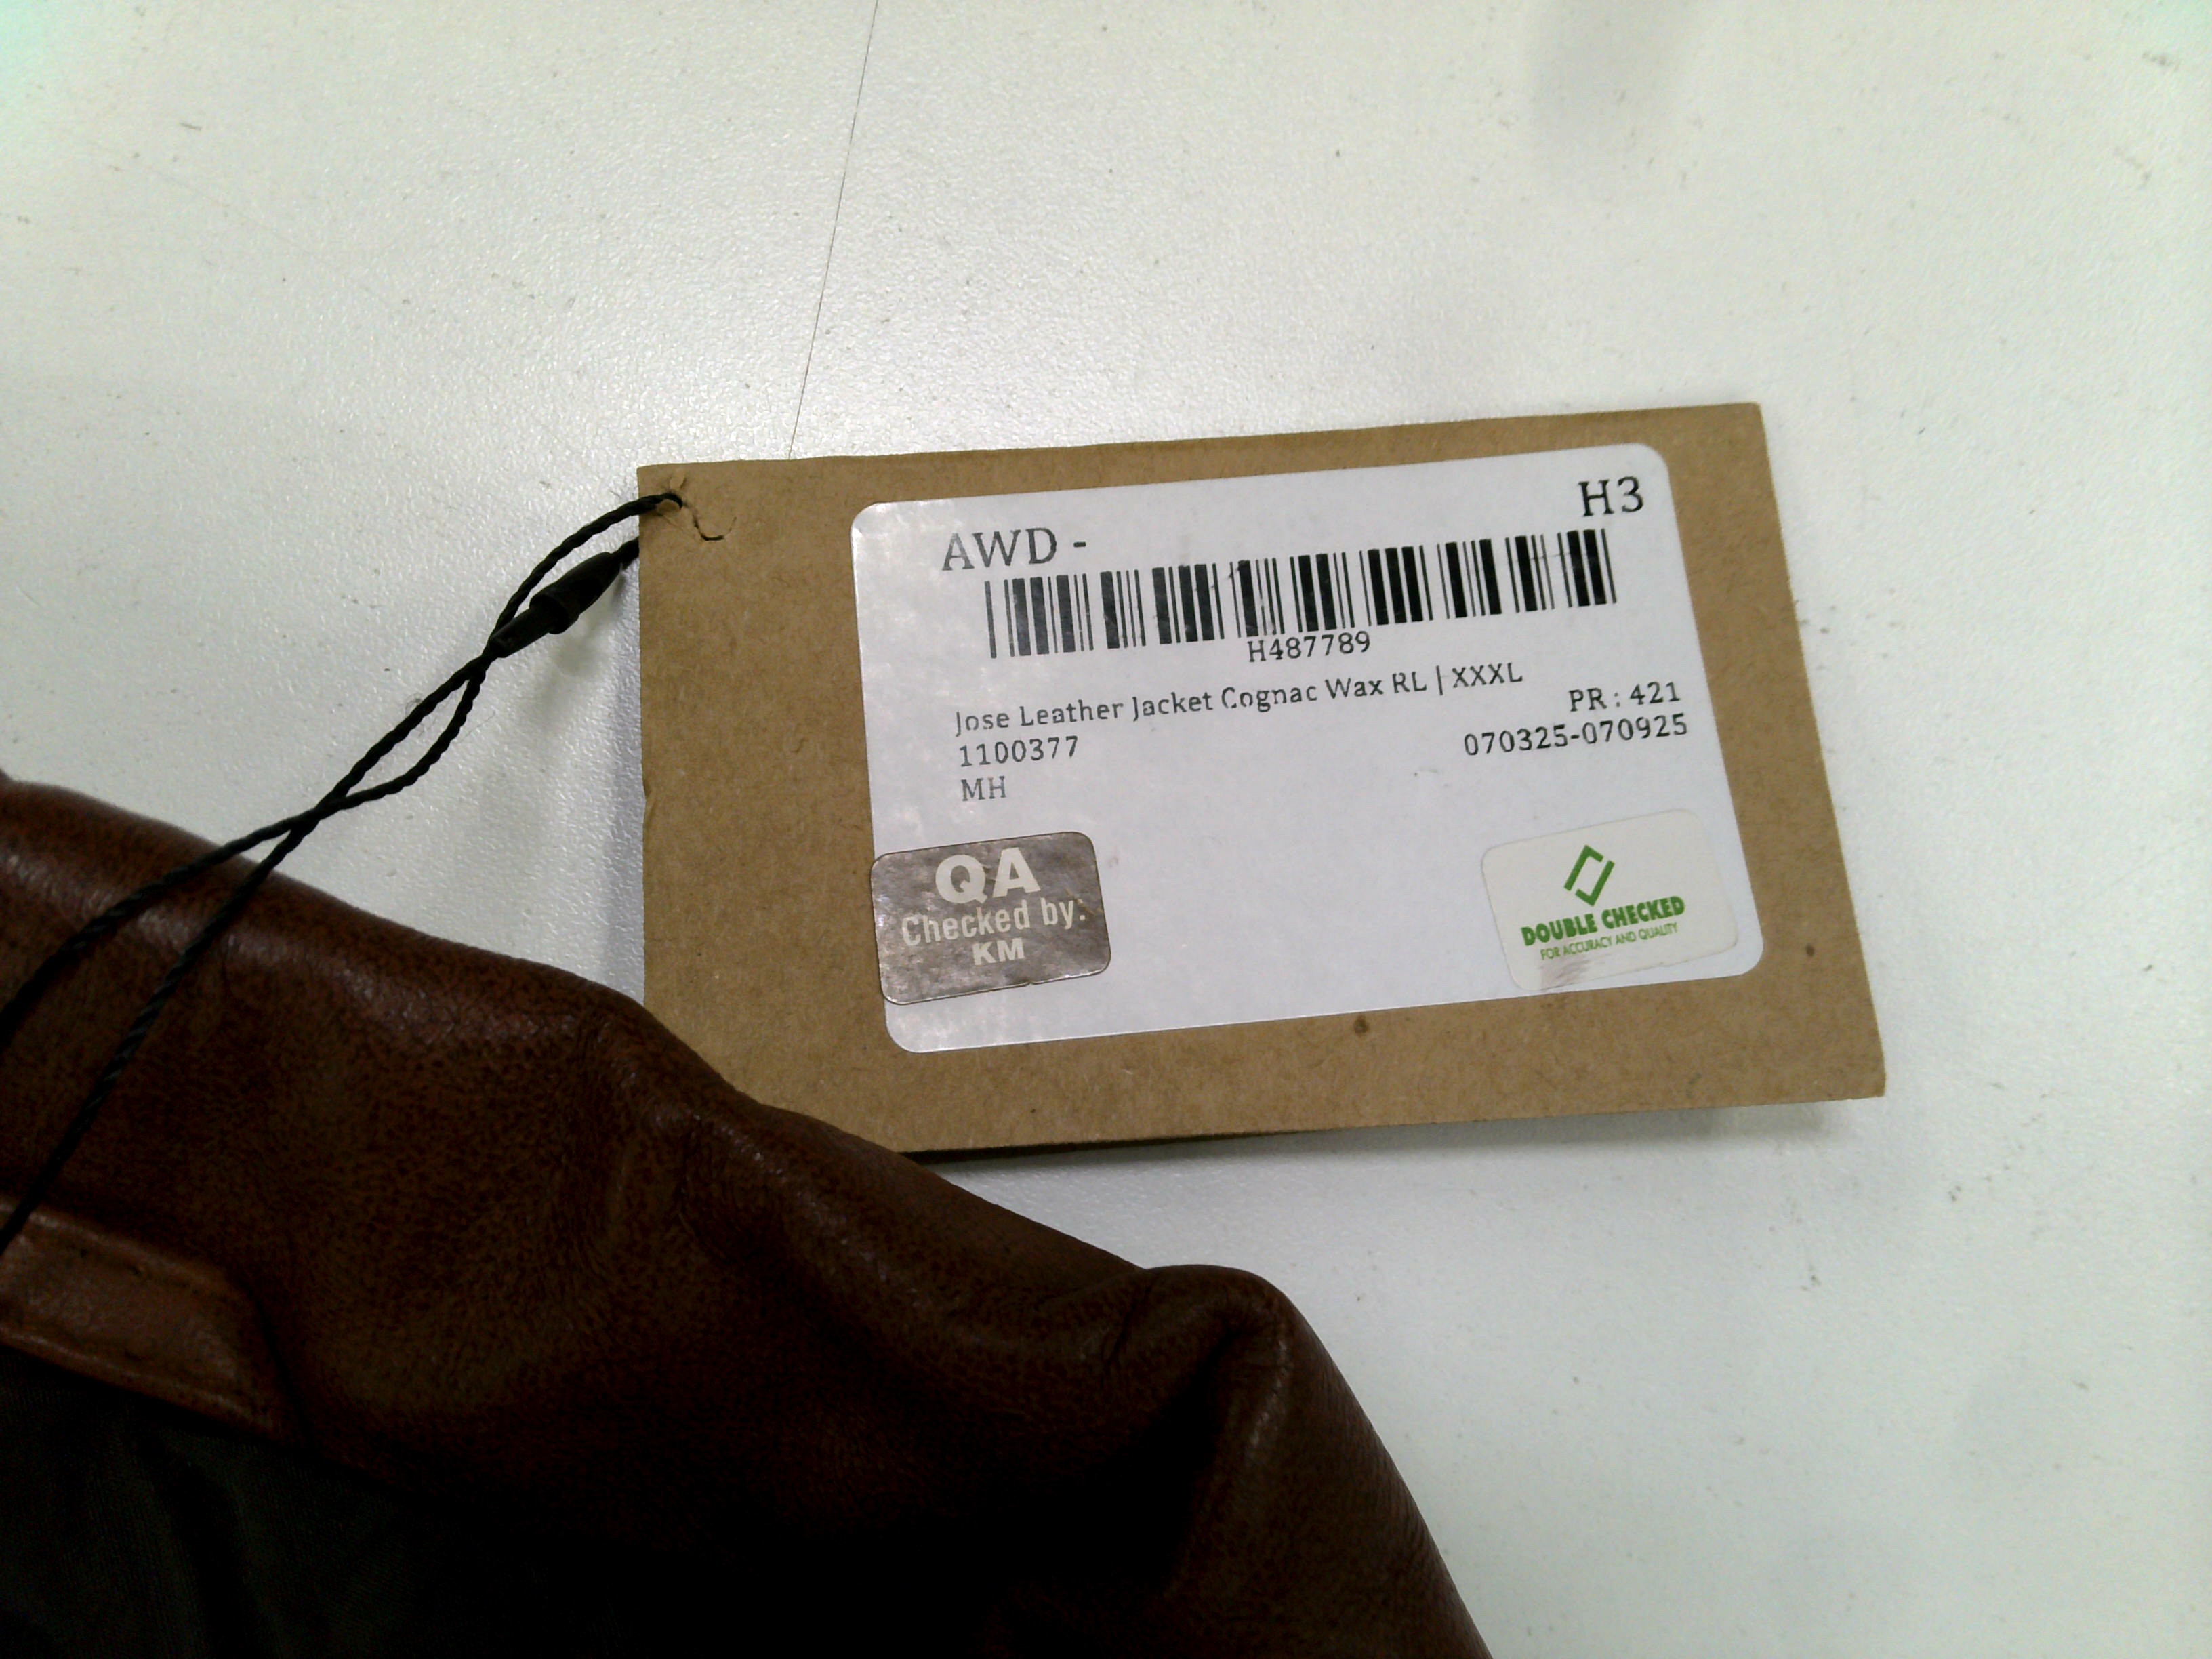 AWD - H3
H487789
Jose Leather Jacket Cognac Wax RL | XXXL
PR : 421
1100377
070325-070925
MH
QA
Checked by:
KM
DOUBLE CHECKED
FOR ACCURACY AND QUALITY